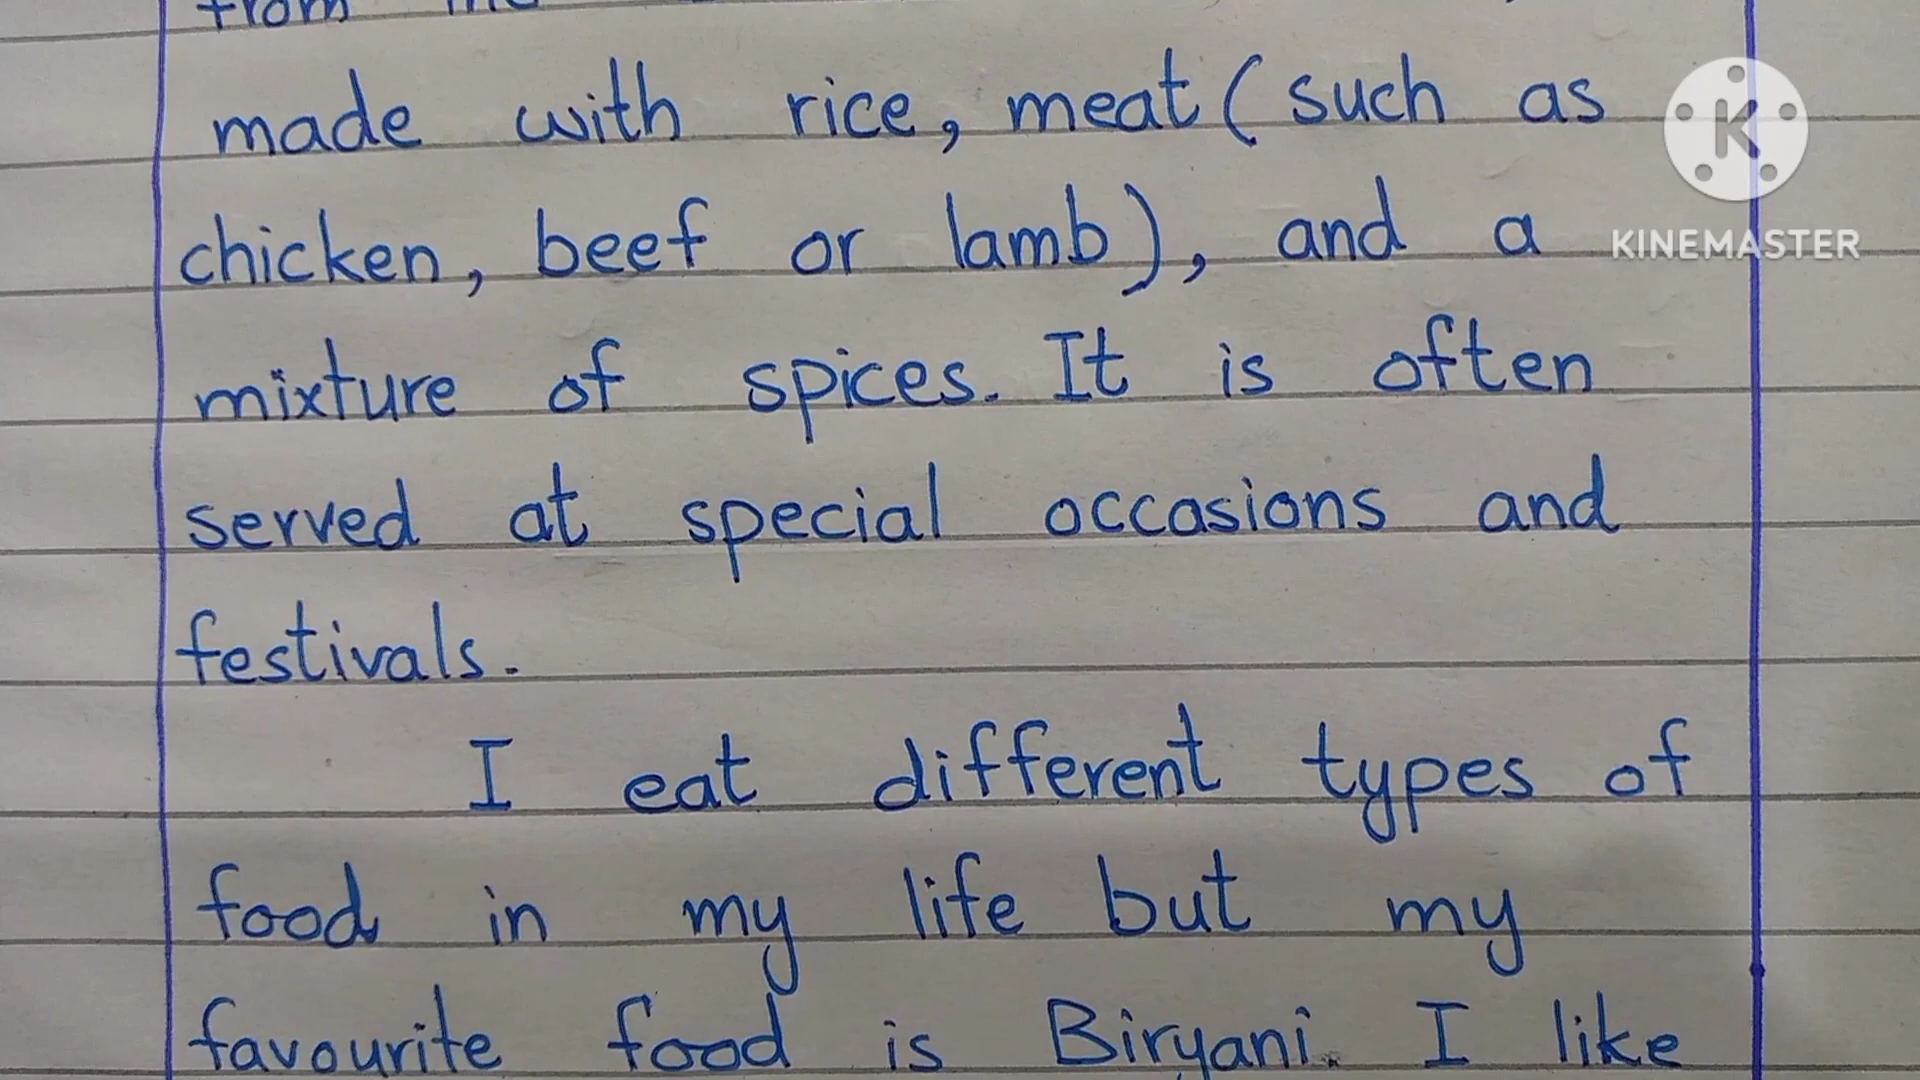 from the
made with rice, meat (such as
chicken, beef or lamb), and a
mixture of spices. It is often
served at special occasions and
festivals.
I eat different types of
food in my life but my
favourite food is Biryani. I like
K
KINEMASTER